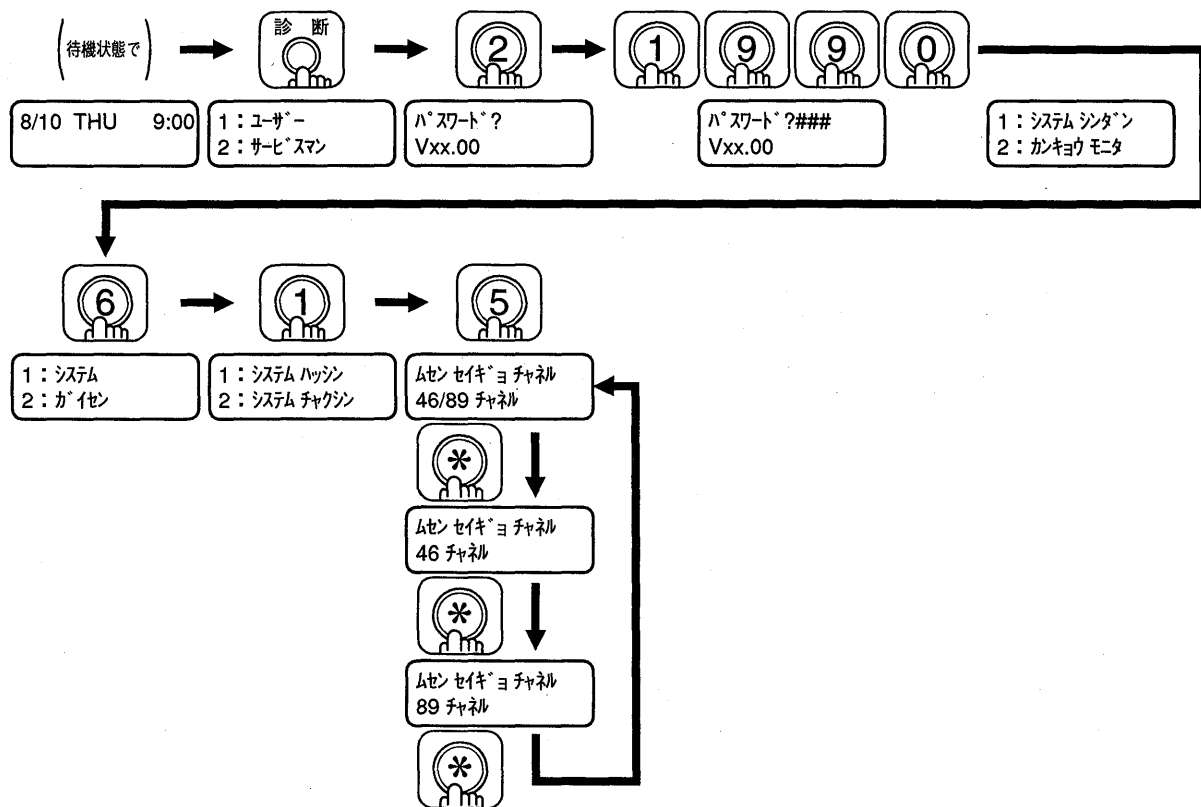 (待機状態で)
診 断
2
1 9 9 0
8/10 THU 9:00
1:ユーザー
2:サービスマン
パスワード?
Vxx.00
パスワード?###
Vxx.00
1:システム シンダン
2:カンキョウ モニタ
6
1
5
1:システム
2:ガイセン
1:システム ハッシン
2:システム チャクシン
ムセン セイギョ チャネル
46/89 チャネル
*
ムセン セイギョ チャネル
46 チャネル
*
ムセン セイギョ チャネル
89 チャネル
*